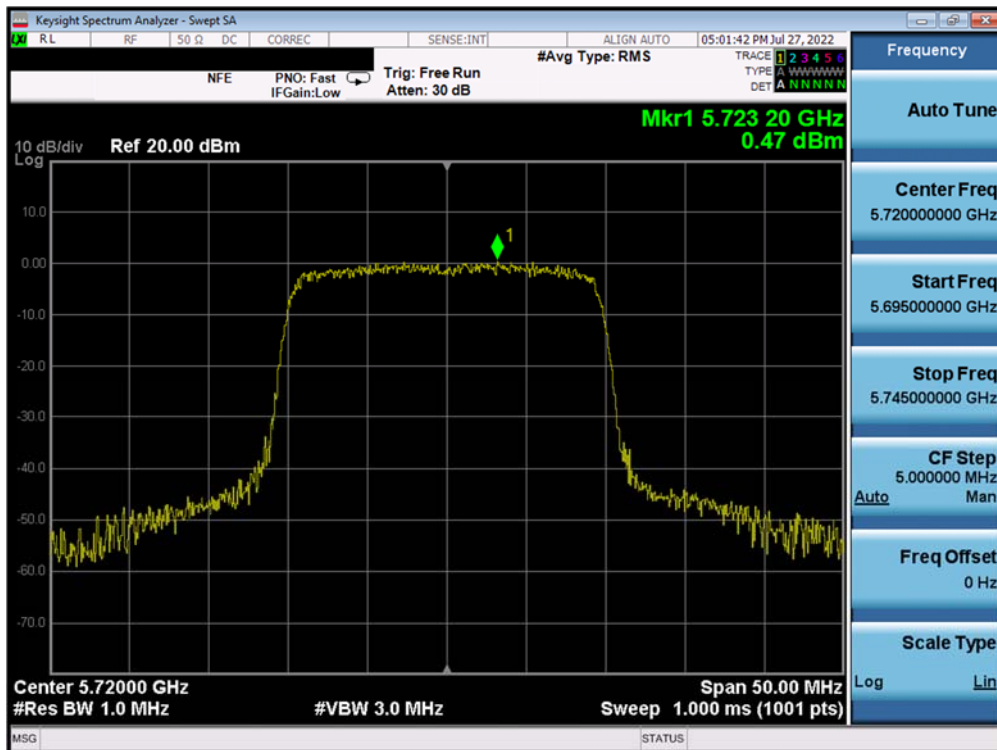 Keysight Spectrum Analyzer - Swept SA
LXI RL RF 50 Ω DC CORREC SENSE:INT ALIGN AUTO 05:01:42 PM Jul 27, 2022
NFE PNO: Fast Trig: Free Run #Avg Type: RMS TRACE 1 2 3 4 5 6
IFGain:Low Atten: 30 dB TYPE A WWWWW
DET A N N N N N
Mkr1 5.723 20 GHz
0.47 dBm
10 dB/div Ref 20.00 dBm
Log
1
10.0
0.00
-10.0
-20.0
-30.0
-40.0
-50.0
-60.0
-70.0
Center 5.72000 GHz Span 50.00 MHz
#Res BW 1.0 MHz #VBW 3.0 MHz Sweep 1.000 ms (1001 pts)
MSG STATUS
Frequency
Auto Tune
Center Freq
5.720000000 GHz
Start Freq
5.695000000 GHz
Stop Freq
5.745000000 GHz
CF Step
5.000000 MHz
Auto Man
Freq Offset
0 Hz
Scale Type
Log Lin